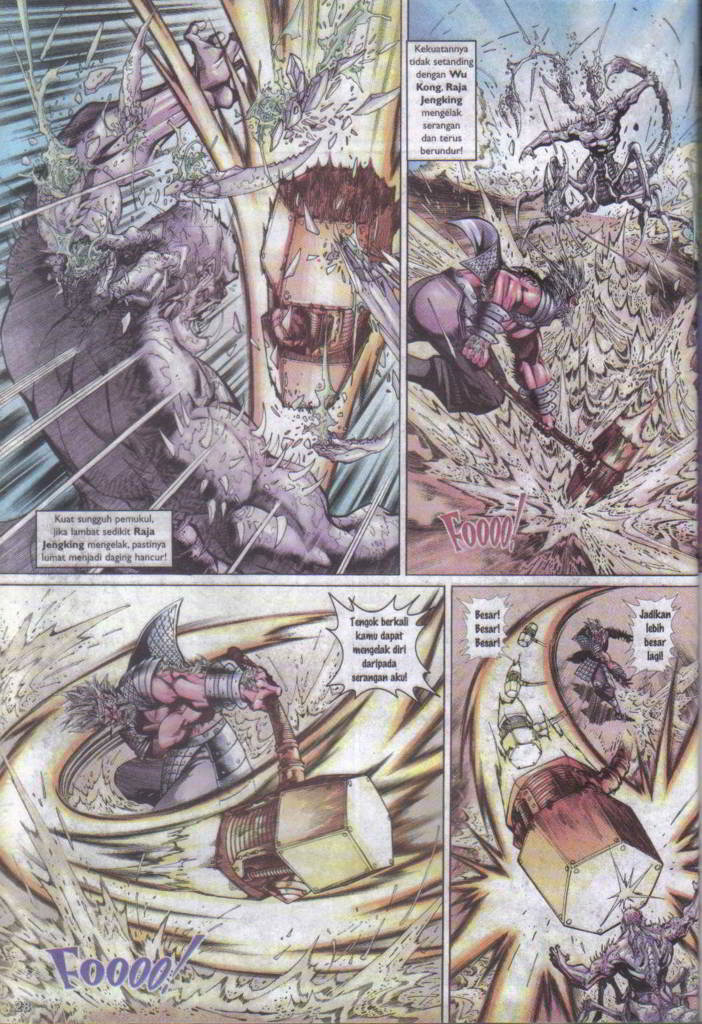 Kuat sungguh pemukul,
jika lambat sedikit Raja
Jengking mengelak, pastinya
lumat menjadi daging hancur!
Kekuatannya
tidak setanding
dengan Wu
Kong, Raja
Jengking
mengelak
serangan
dan terus
berundur!
Foooo!
Tengok berkali
kamu dapat
mengelak diri
daripada
serangan aku!
Foooo!
Besar!
Besar!
Besar!
Jadikan
lebih
besar
lagi!
28